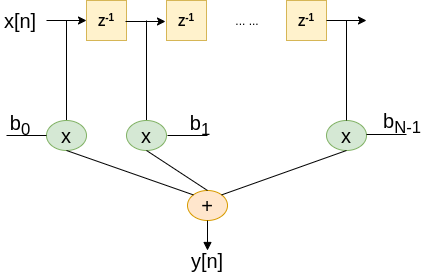 x[n] z-1 z-1 ... ... z-1
b0 x x b1 x bN-1
+
y[n]